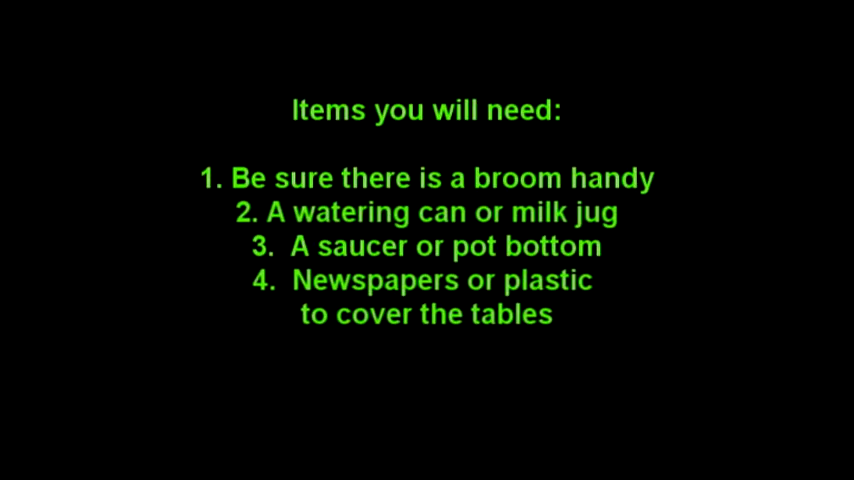 Items you will need:
1. Be sure there is a broom handy
2. A watering can or milk jug
3. A saucer or pot bottom
4. Newspapers or plastic
to cover the tables